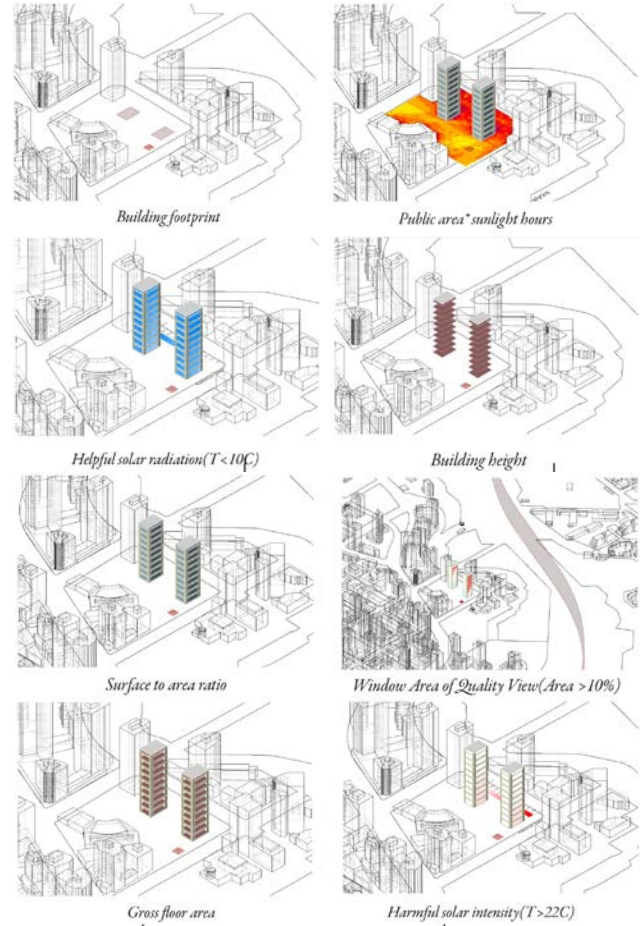 Building footprint
Public area* sunlight hours
Helpful solar radiation(T<10C)
Building height
Surface to area ratio
Window Area of Quality View(Area >10%)
Gross floor area
Harmful solar intensity(T>22C)